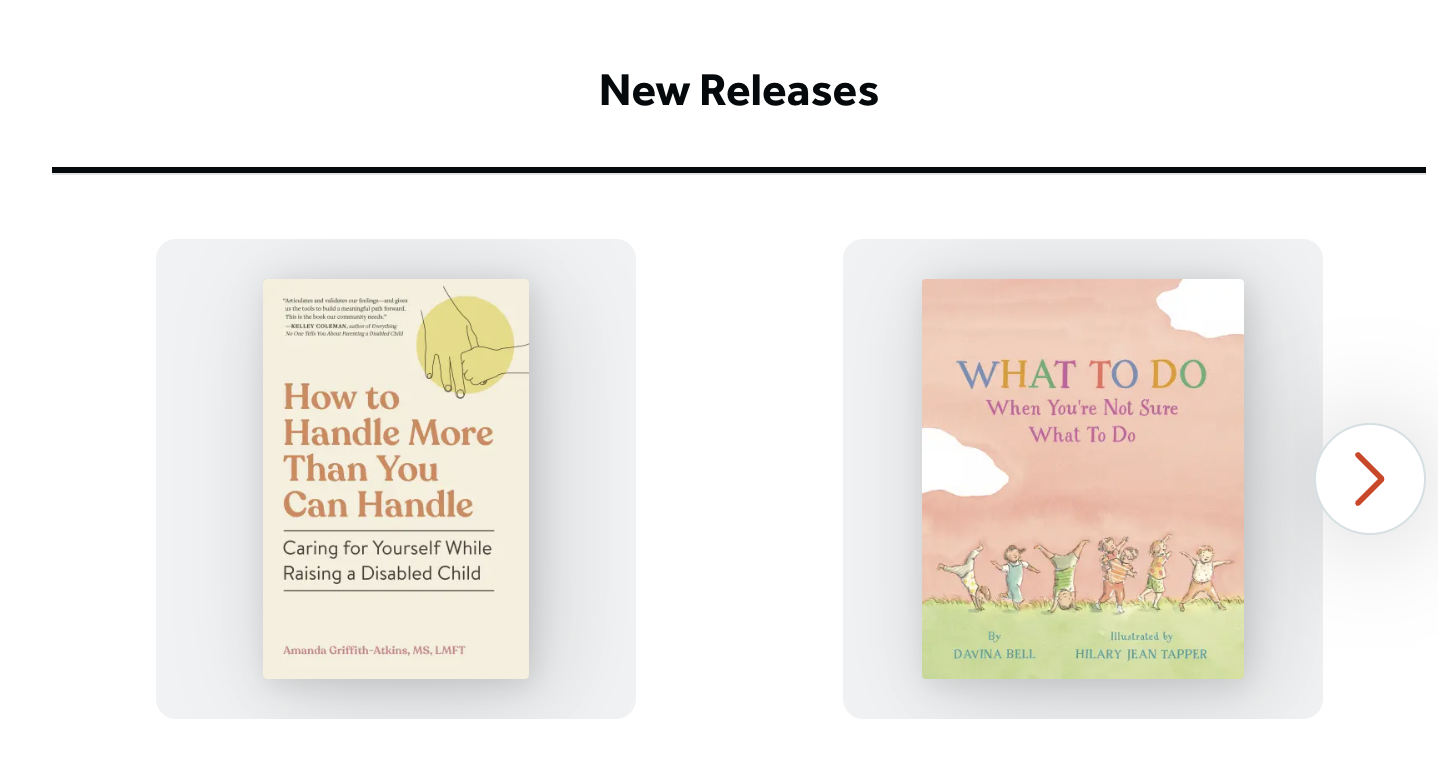 New Releases
"Articulates and validates our feelings—and gives
us the tools to build a meaningful path forward.
This is the book our community needs."
—KELLEY COLEMAN, author of Everything
No One Tells You About Parenting a Disabled Child
How to
Handle More
Than You
Can Handle
Caring for Yourself While
Raising a Disabled Child
Amanda Griffith-Atkins, MS, LMFT
WHAT TO DO
When You're Not Sure
What To Do
By
DAVINA BELL
Illustrated by
HILARY JEAN TAPPER